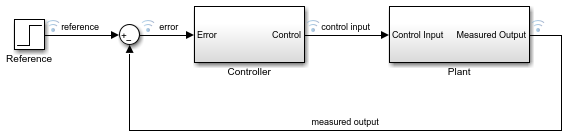 reference
error
control input
Error
Control
Control Input
Measured Output
Reference
Controller
Plant
measured output